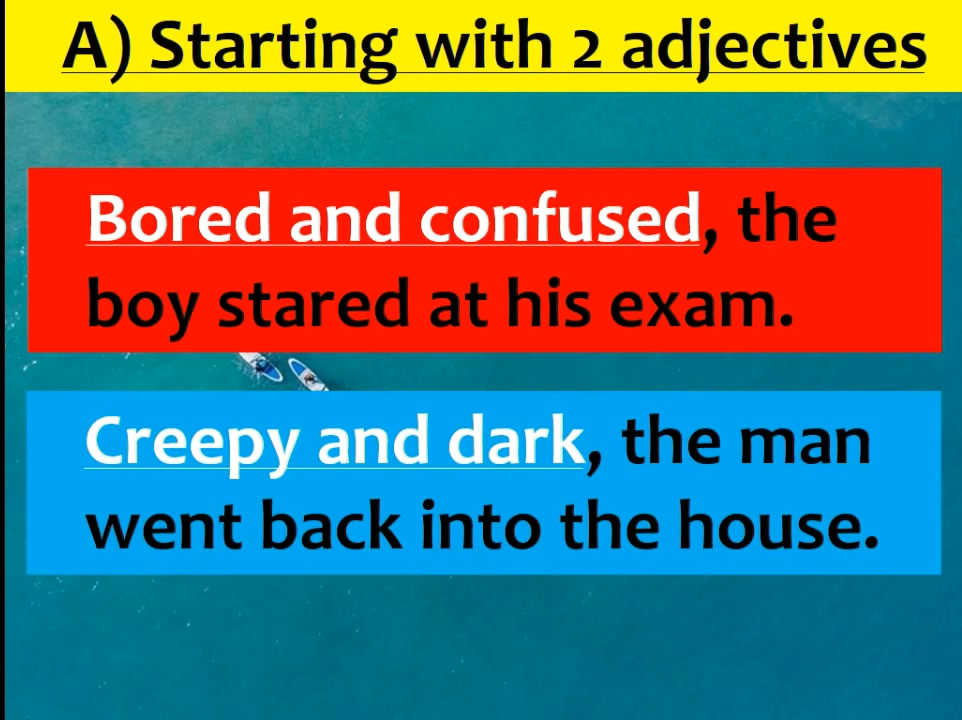 A) Starting with 2 adjectives
Bored and confused, the
boy stared at his exam.
Creepy and dark, the man
went back into the house.